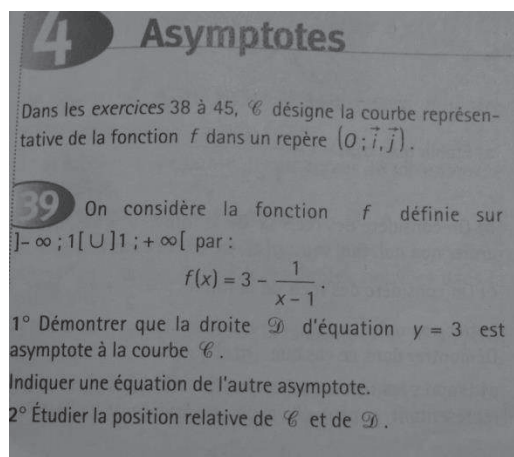 4 Asymptotes
Dans les exercices 38 à 45, 𝒞 désigne la courbe représen-
tative de la fonction f dans un repère (O ; i⃗, j⃗).
39 On considère la fonction f définie sur
]– ∞ ; 1[ ∪ ]1 ; + ∞[ par :
f(x) = 3 – 1/(x – 1).
1° Démontrer que la droite 𝒟 d'équation y = 3 est
asymptote à la courbe 𝒞.
Indiquer une équation de l'autre asymptote.
2° Étudier la position relative de 𝒞 et de 𝒟.